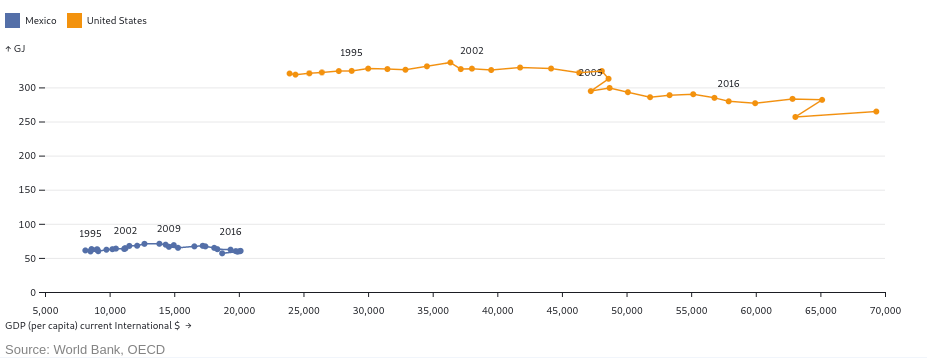 Mexico United States
↑ GJ
1995 2002
2009
2016
300
250
200
150
100
1995 2002 2009 2016
50
0
5,000 10,000 15,000 20,000 25,000 30,000 35,000 40,000 45,000 50,000 55,000 60,000 65,000 70,000
GDP (per capita) current International $ →
Source: World Bank, OECD